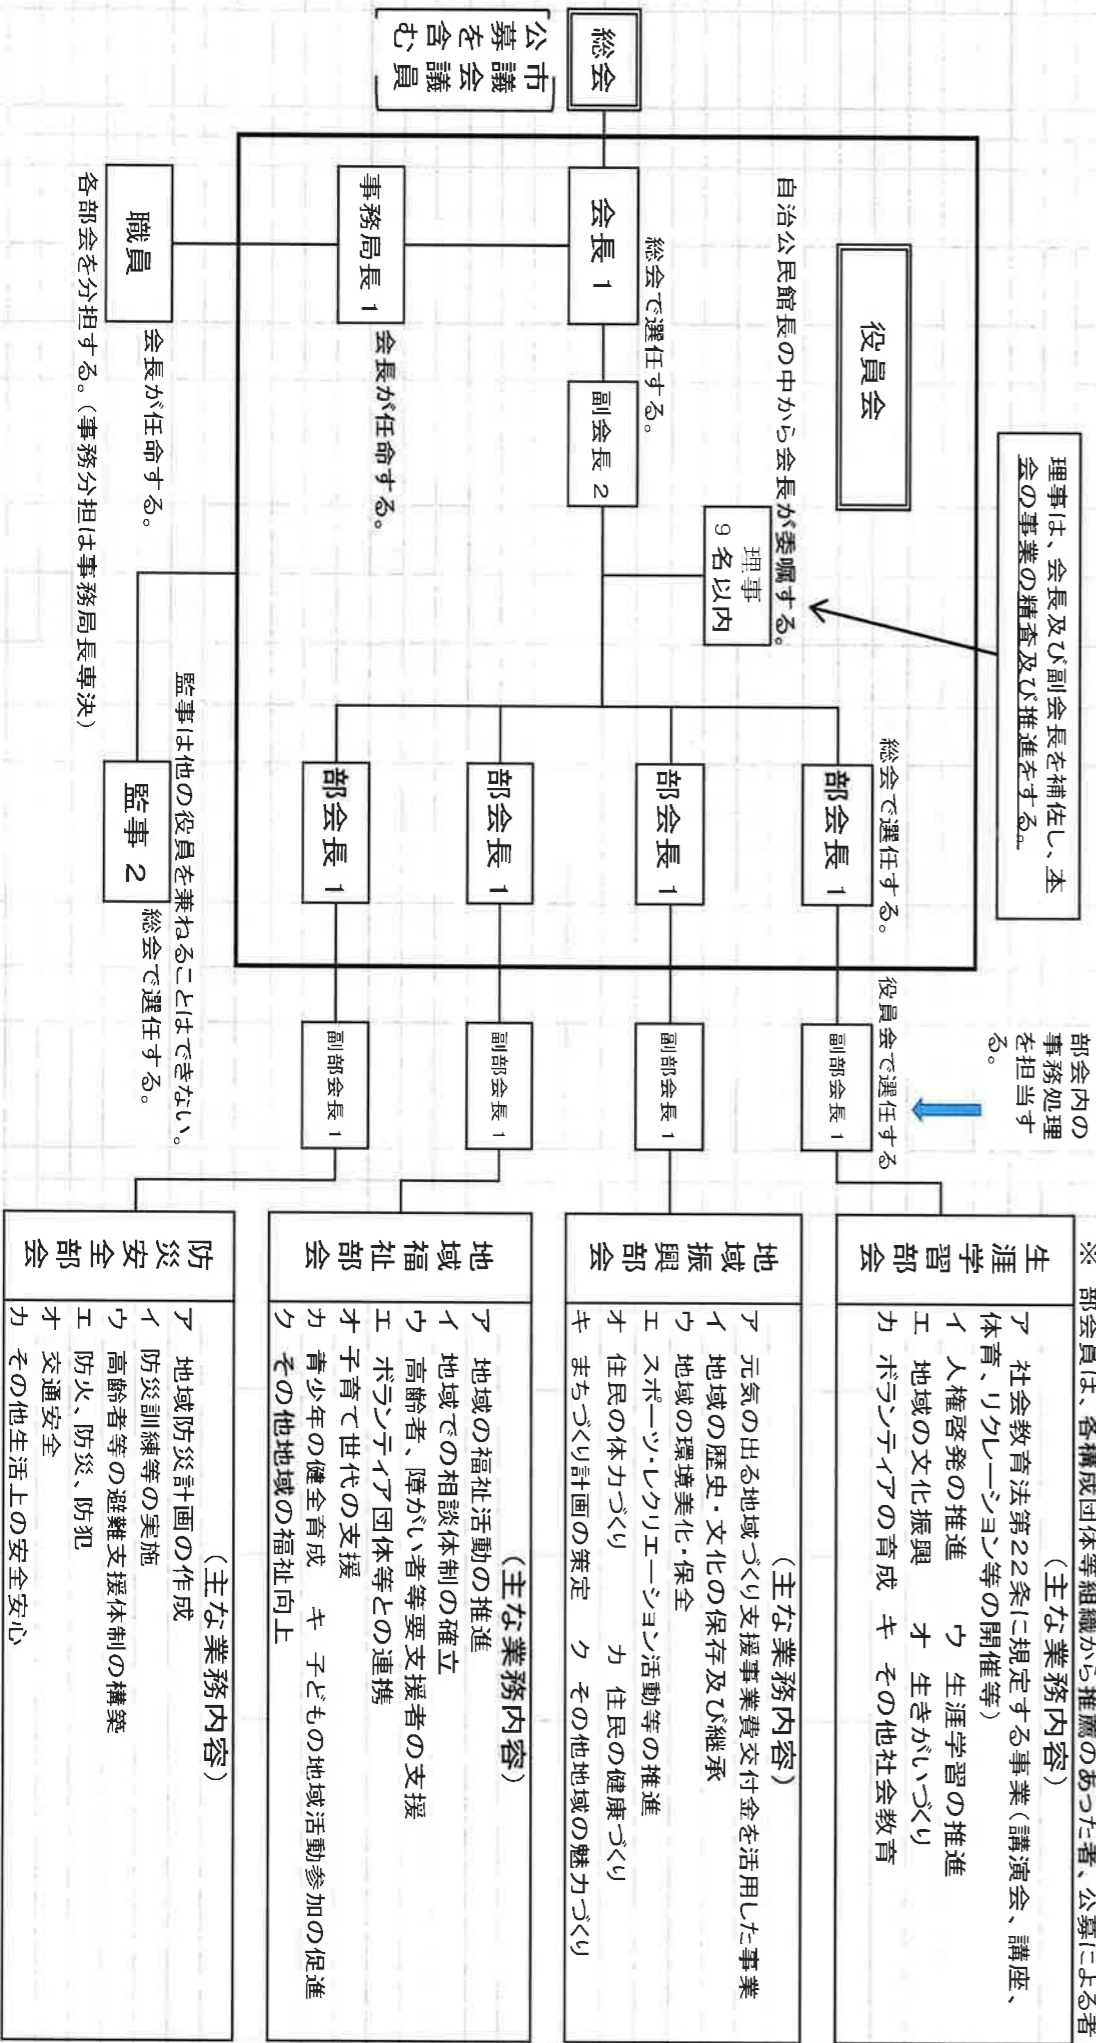 ※ 部会員は、各構成団体等組織から推薦のあった者、公募による者
部会内の
事務処理
を担当す
る。
理事は、会長及び副会長を補佐し、本
会の事業の精査及び推進をする。
役員会
自治公民館長の中から会長が委嘱する。
理事
9名以内
総会
市議会議員
公募を含む
総会で選任する。
会長 1
副会長 2
事務局長 1
会長が任命する。
職員
会長が任命する。
各部会を分担する。(事務分担は事務局長専決)
監事は他の役員を兼ねることはできない。
監事 2
総会で選任する。
総会で選任する。
部会長 1
部会長 1
部会長 1
部会長 1
役員会で選任する
副部会長 1
副部会長 1
副部会長 1
副部会長 1
生涯学習部会
(主な業務内容)
ア 社会教育法第22条に規定する事業(講演会、講座、
体育、リクレーション等の開催等)
イ 人権啓発の推進 ウ 生涯学習の推進
エ 地域の文化振興 オ 生きがいづくり
カ ボランティアの育成 キ その他社会教育
地域振興部会
(主な業務内容)
ア 元気の出る地域づくり支援事業費交付金を活用した事業
イ 地域の歴史・文化の保存及び継承
ウ 地域の環境美化・保全
エ スポーツ・レクリエーション活動等の推進
オ 住民の体力づくり カ 住民の健康づくり
キ まちづくり計画の策定 ク その他地域の魅力づくり
地域福祉部会
(主な業務内容)
ア 地域の福祉活動の推進
イ 地域での相談体制の確立
ウ 高齢者、障がい者等要支援者の支援
エ ボランティア団体等との連携
オ 子育て世代の支援
カ 青少年の健全育成 キ 子どもの地域活動参加の促進
ク その他地域の福祉向上
防災安全部会
(主な業務内容)
ア 地域防災計画の作成
イ 防災訓練等の実施
ウ 高齢者等の避難支援体制の構築
エ 防火、防災、防犯
オ 交通安全
カ その他生活上の安全安心